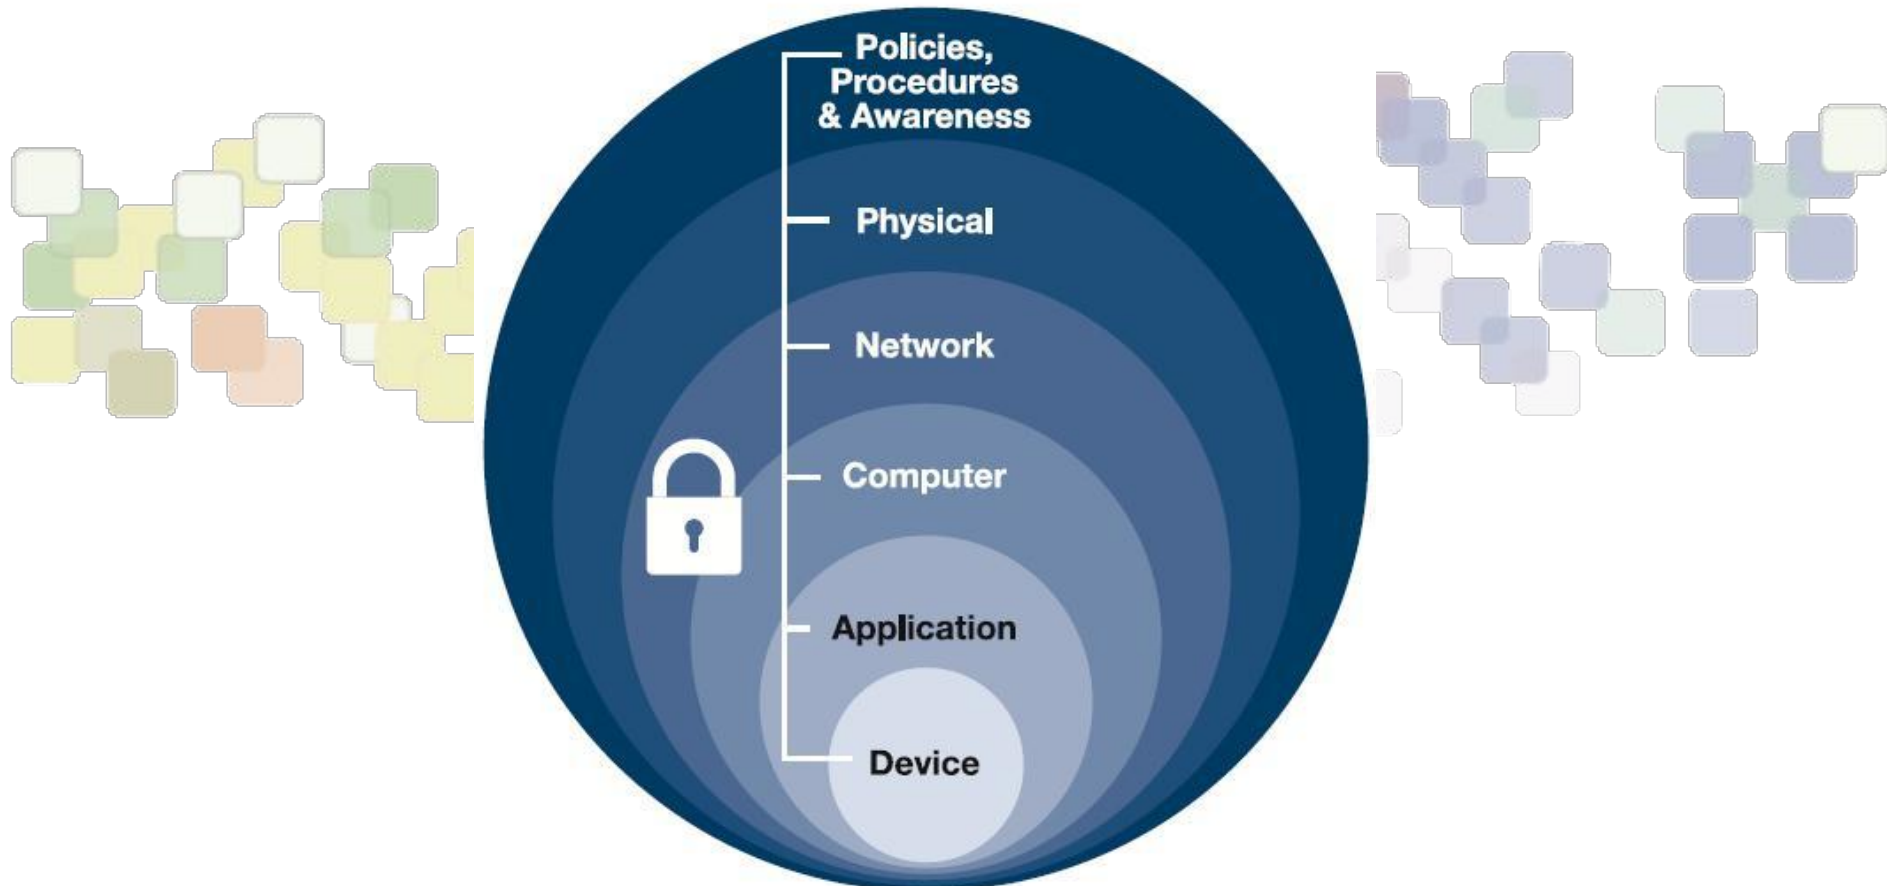 Policies,
Procedures
& Awareness
Physical
Network
Computer
Application
Device